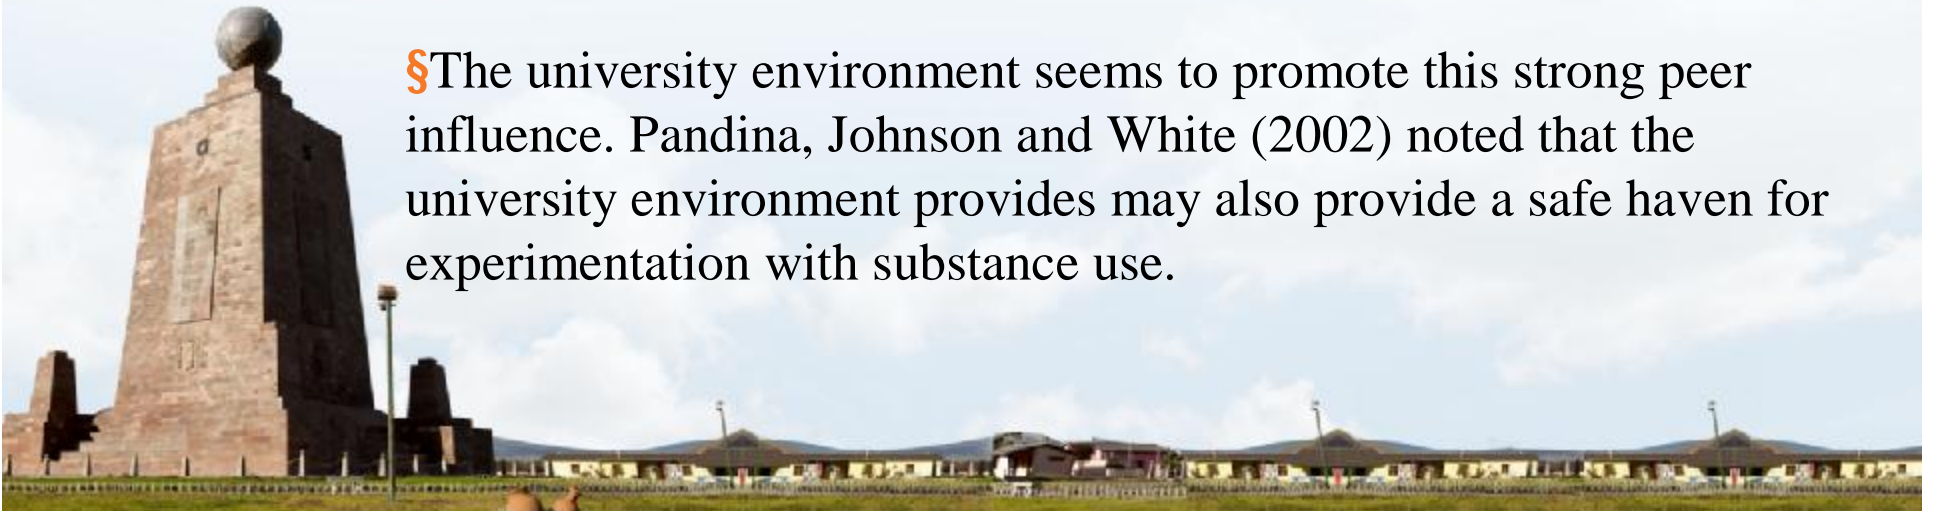 §The university environment seems to promote this strong peer
influence. Pandina, Johnson and White (2002) noted that the
university environment provides may also provide a safe haven for
experimentation with substance use.